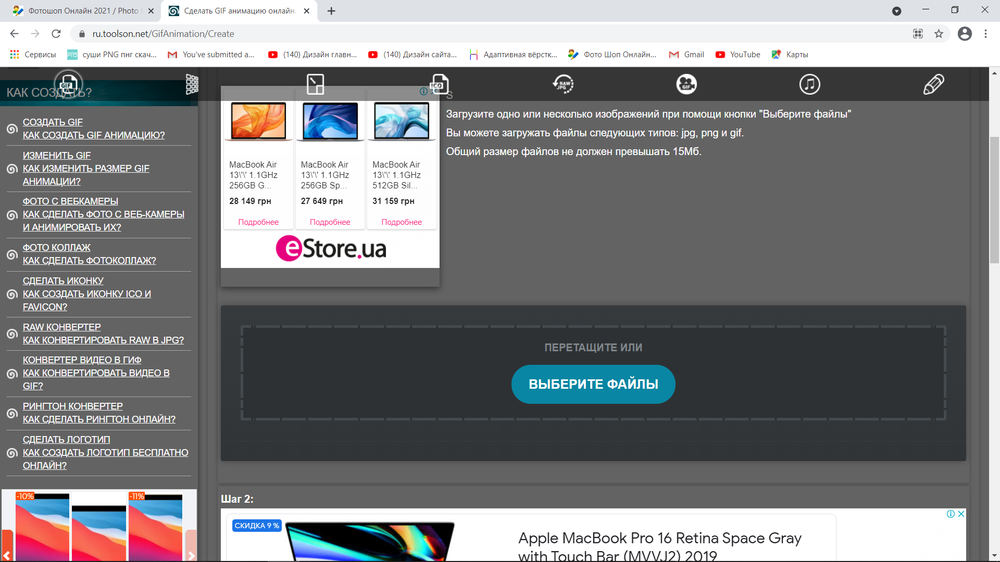 Фотошоп Онлайн 2021 / Photo
Сделать GIF анимацию онлайн.
ru.toolson.net/GifAnimation/Create
Сервисы
PNG
суши PNG пнг скач...
You've submitted a...
(140) Дизайн главн...
(140) Дизайн сайта...
Адаптивная вёрстк...
Фото Шоп Онлайн...
Gmail
YouTube
Карты
GIF
ICO
RAW
JPG
GIF
КАК СОЗДАТЬ?
СОЗДАТЬ GIF
КАК СОЗДАТЬ GIF АНИМАЦИЮ?
ИЗМЕНИТЬ GIF
КАК ИЗМЕНИТЬ РАЗМЕР GIF
АНИМАЦИИ?
ФОТО С ВЕБКАМЕРЫ
КАК СДЕЛАТЬ ФОТО С ВЕБ-КАМЕРЫ
И АНИМИРОВАТЬ ИХ?
ФОТО КОЛЛАЖ
КАК СДЕЛАТЬ ФОТОКОЛЛАЖ?
СДЕЛАТЬ ИКОНКУ
КАК СОЗДАТЬ ИКОНКУ ICO И
FAVICON?
RAW КОНВЕРТЕР
КАК КОНВЕРТИРОВАТЬ RAW В JPG?
КОНВЕРТЕР ВИДЕО В ГИФ
КАК КОНВЕРТИРОВАТЬ ВИДЕО В
GIF?
РИНГТОН КОНВЕРТЕР
КАК СДЕЛАТЬ РИНГТОН ОНЛАЙН?
СДЕЛАТЬ ЛОГОТИП
КАК СОЗДАТЬ ЛОГОТИП БЕСПЛАТНО
ОНЛАЙН?
-10%
-11%
MacBook Air
13\'\' 1.1GHz
256GB G...
28 149 грн
Подробнее
MacBook Air
13\'\' 1.1GHz
256GB Sp...
27 649 грн
Подробнее
MacBook Air
13\'\' 1.1GHz
512GB Sil...
31 159 грн
Подробнее
eStore.ua
S
Загрузите одно или несколько изображений при помощи кнопки "Выберите файлы"
Вы можете загружать файлы следующих типов: jpg, png и gif.
Общий размер файлов не должен превышать 15Мб.
ПЕРЕТАЩИТЕ ИЛИ
ВЫБЕРИТЕ ФАЙЛЫ
Шаг 2:
СКИДКА 9 %
Apple MacBook Pro 16 Retina Space Gray
with Touch Bar (MVVJ2) 2019